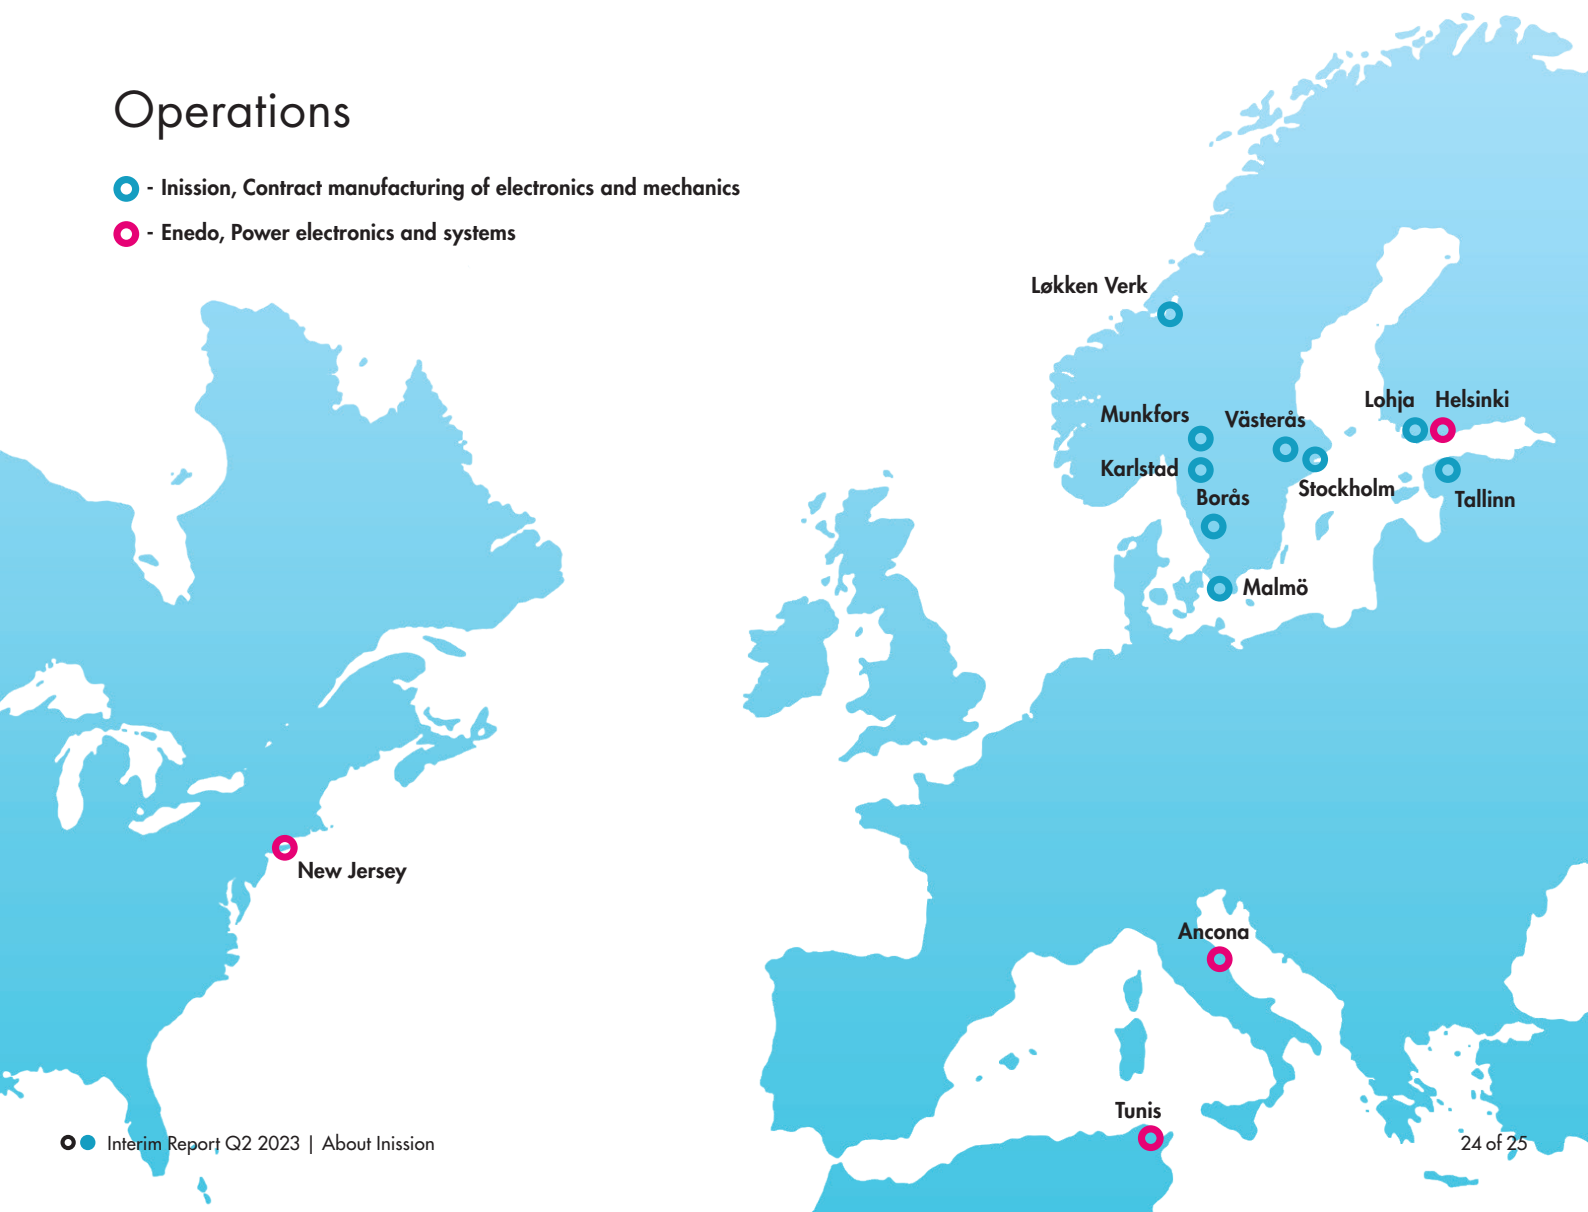 Operations
- Inission, Contract manufacturing of electronics and mechanics
- Enedo, Power electronics and systems
Løkken Verk
Lohja Helsinki
Munkfors Västerås
Karlstad
Stockholm
Borås
Tallinn
Malmö
New Jersey
Ancona
Tunis
Interim Report Q2 2023 | About Inission
24 of 25